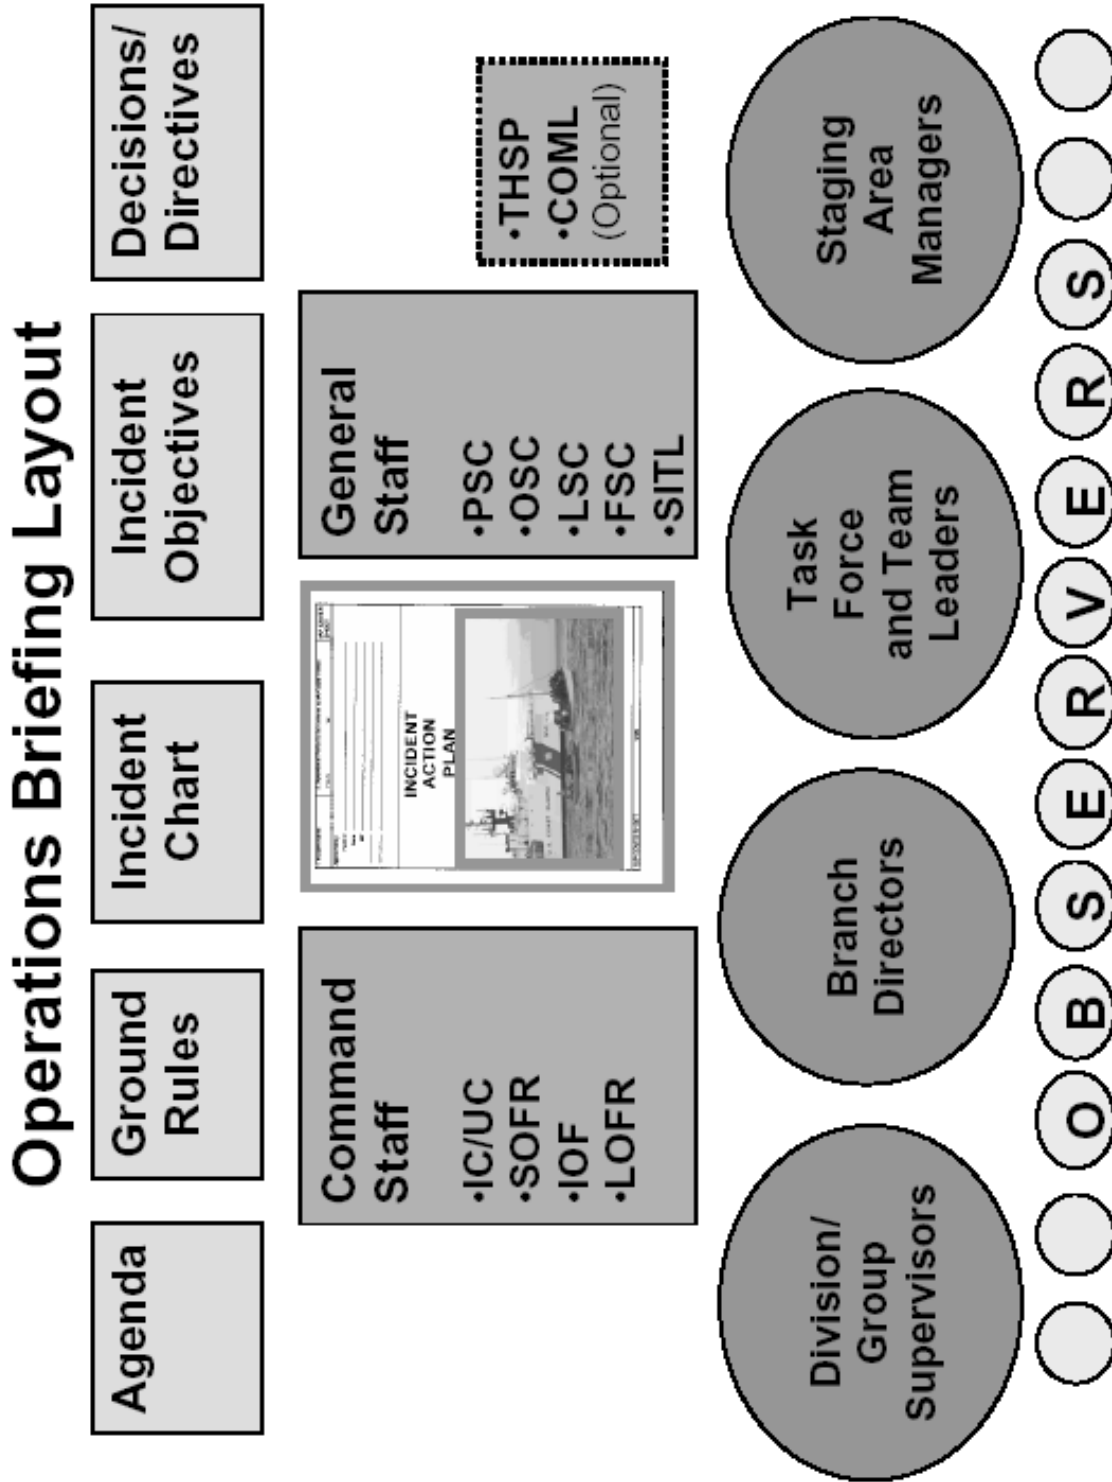 Operations Briefing Layout
Agenda
Ground
Rules
Incident
Chart
Incident
Objectives
Decisions/
Directives
Command
Staff
•IC/UC
•SOFR
•IOF
•LOFR
INCIDENT
ACTION
PLAN
General
Staff
•PSC
•OSC
•LSC
•FSC
•SITL
•THSP
•COML
(Optional)
Division/
Group
Supervisors
Branch
Directors
Task
Force
and Team
Leaders
Staging
Area
Managers
O B S E R V E R S